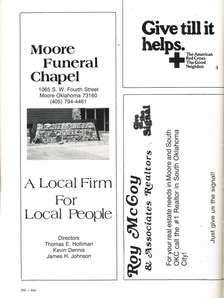 Moore
Funeral
Chapel
1065 S. W. Fourth Street
Moore Oklahoma 73160
(405) 794-4461
A Local Firm
For
Local People
Directors
Thomas E. Holliman
Kevin Dennis
James H. Johnson
Give till it
helps.
The American
Red Cross
The Good
Neighbor.
Give
Signal!
Roy McGoy
& Associates Realtors
For your real estate needs in Moore and South
OKC call the #1 Realtor in South Oklahoma
City!
Just give us the signal!